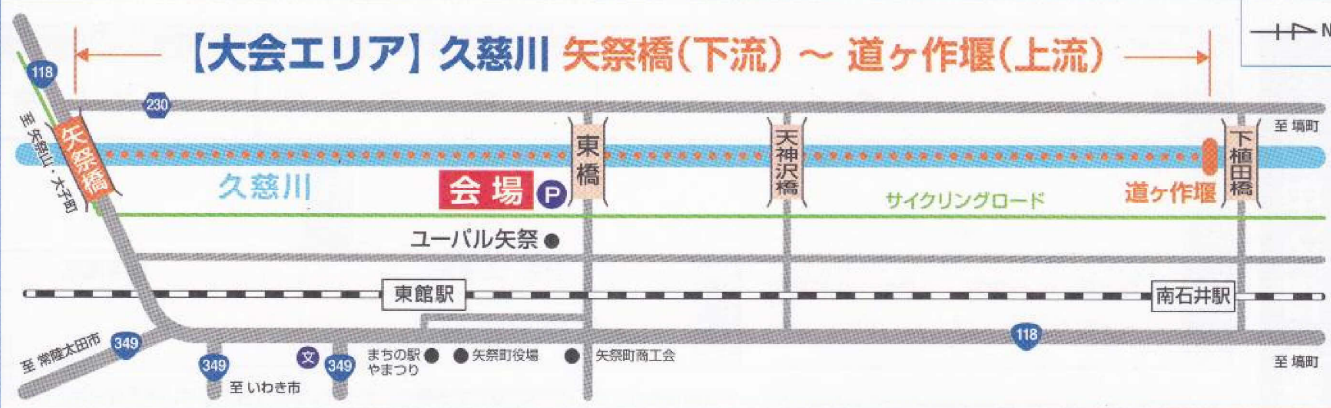 【大会エリア】久慈川 矢祭橋(下流) ～ 道ヶ作堰(上流)
N
118
230
至 塙町
至 矢祭山・大子町
矢祭橋
東橋
天神沢橋
下植田橋
久慈川
会場
P
サイクリングロード
道ヶ作堰
ユーパル矢祭
東館駅
南石井駅
118
至 常陸太田市
349
349
文
349
まちの駅
やまつり
矢祭町役場
矢祭町商工会
至 塙町
至 いわき市